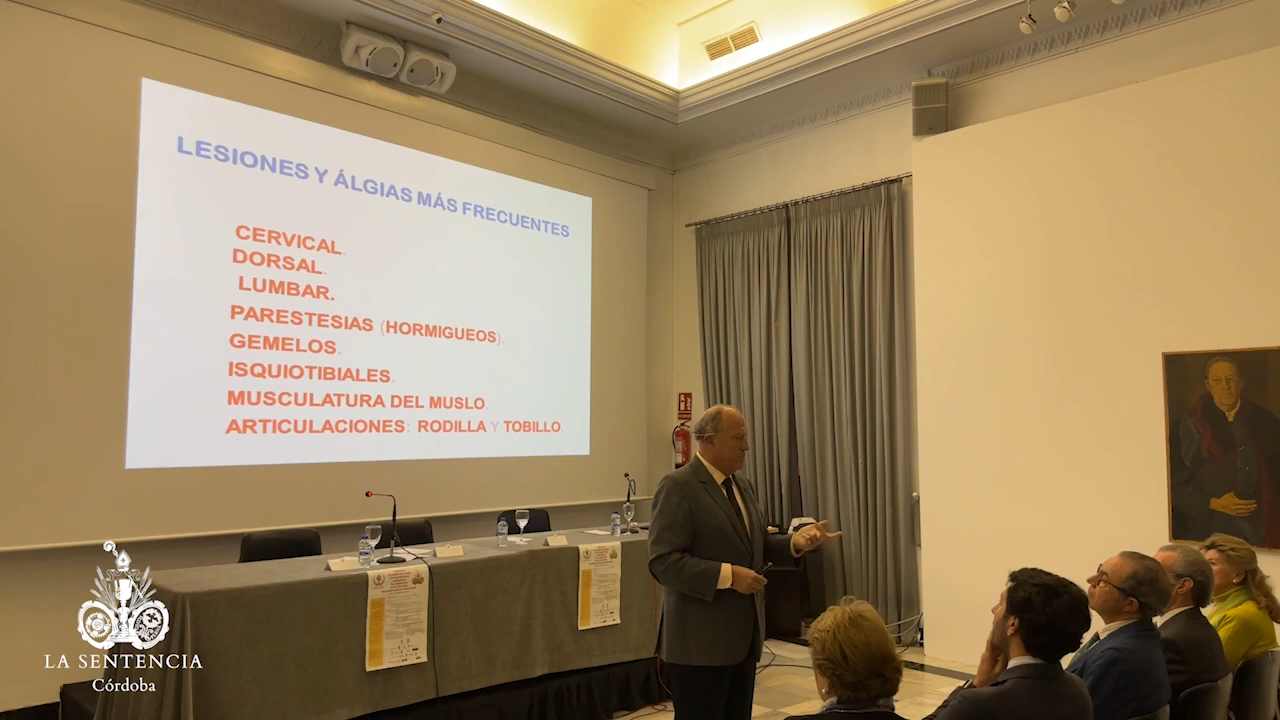 LESIONES Y ÁLGIAS MÁS FRECUENTES
CERVICAL.
DORSAL.
LUMBAR.
PARESTESIAS (HORMIGUEOS).
GEMELOS.
ISQUIOTIBIALES.
MUSCULATURA DEL MUSLO.
ARTICULACIONES: RODILLA Y TOBILLO.
LA SENTENCIA
Córdoba